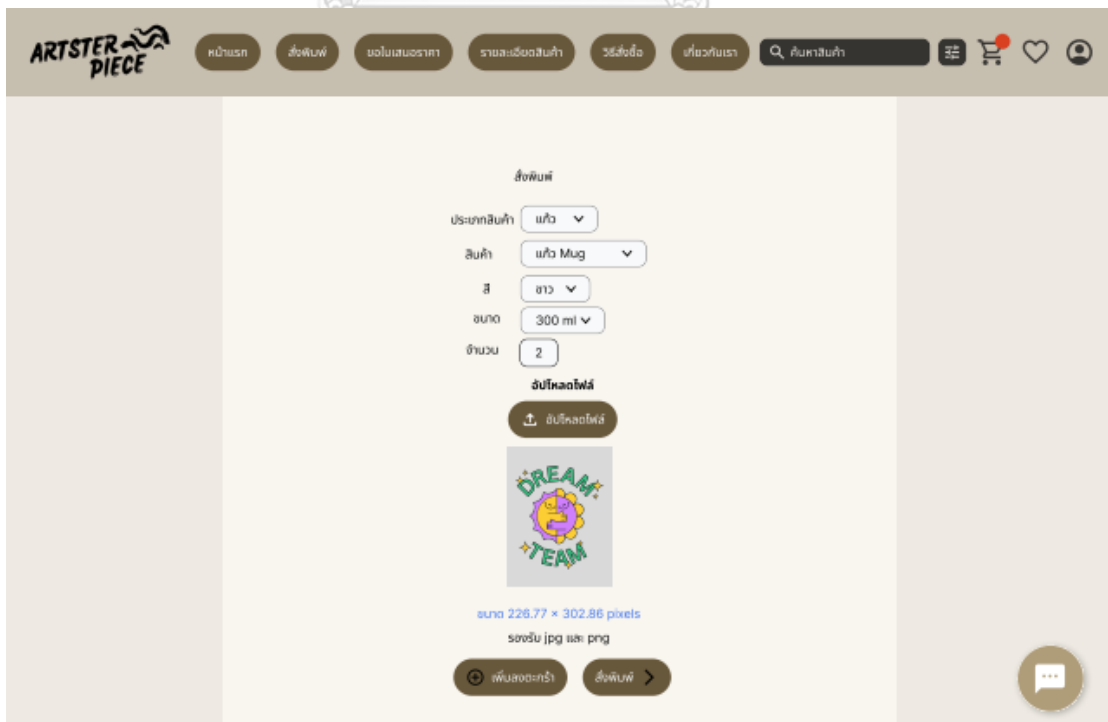 ARTSTER
PIECE
หน้าแรก สั่งพิมพ์ ขอใบเสนอราคา รายละเอียดสินค้า วิธีสั่งซื้อ เกี่ยวกับเรา ค้นหาสินค้า
สั่งพิมพ์
ประเภทสินค้า แก้ว
สินค้า แก้ว Mug
สี ขาว
ขนาด 300 ml
จำนวน 2
อัปโหลดไฟล์
อัปโหลดไฟล์
DREAM
TEAM
ขนาด 226.77 × 302.86 pixels
รองรับ jpg และ png
เพิ่มลงตะกร้า สั่งพิมพ์